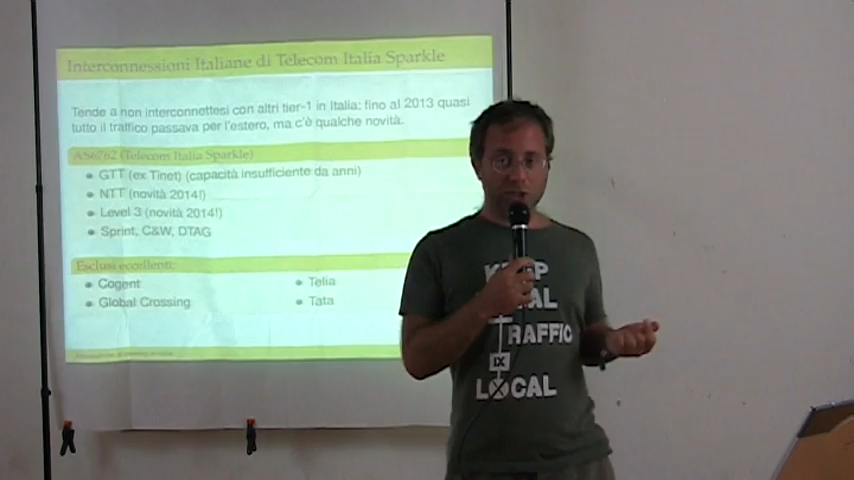 Interconnessioni Italiane di Telecom Italia Sparkle
Tende a non interconnettesi con altri tier-1 in Italia: fino al 2013 quasi
tutto il traffico passava per l'estero, ma c'è qualche novità.
AS6762 (Telecom Italia Sparkle)
GTT (ex Tinet) (capacità insufficiente da anni)
NTT (novità 2014!)
Level 3 (novità 2014!)
Sprint, C&W, DTAG
Esclusi eccellenti:
Cogent
Telia
Global Crossing
Tata
TRAFFIC
IX
LOCAL